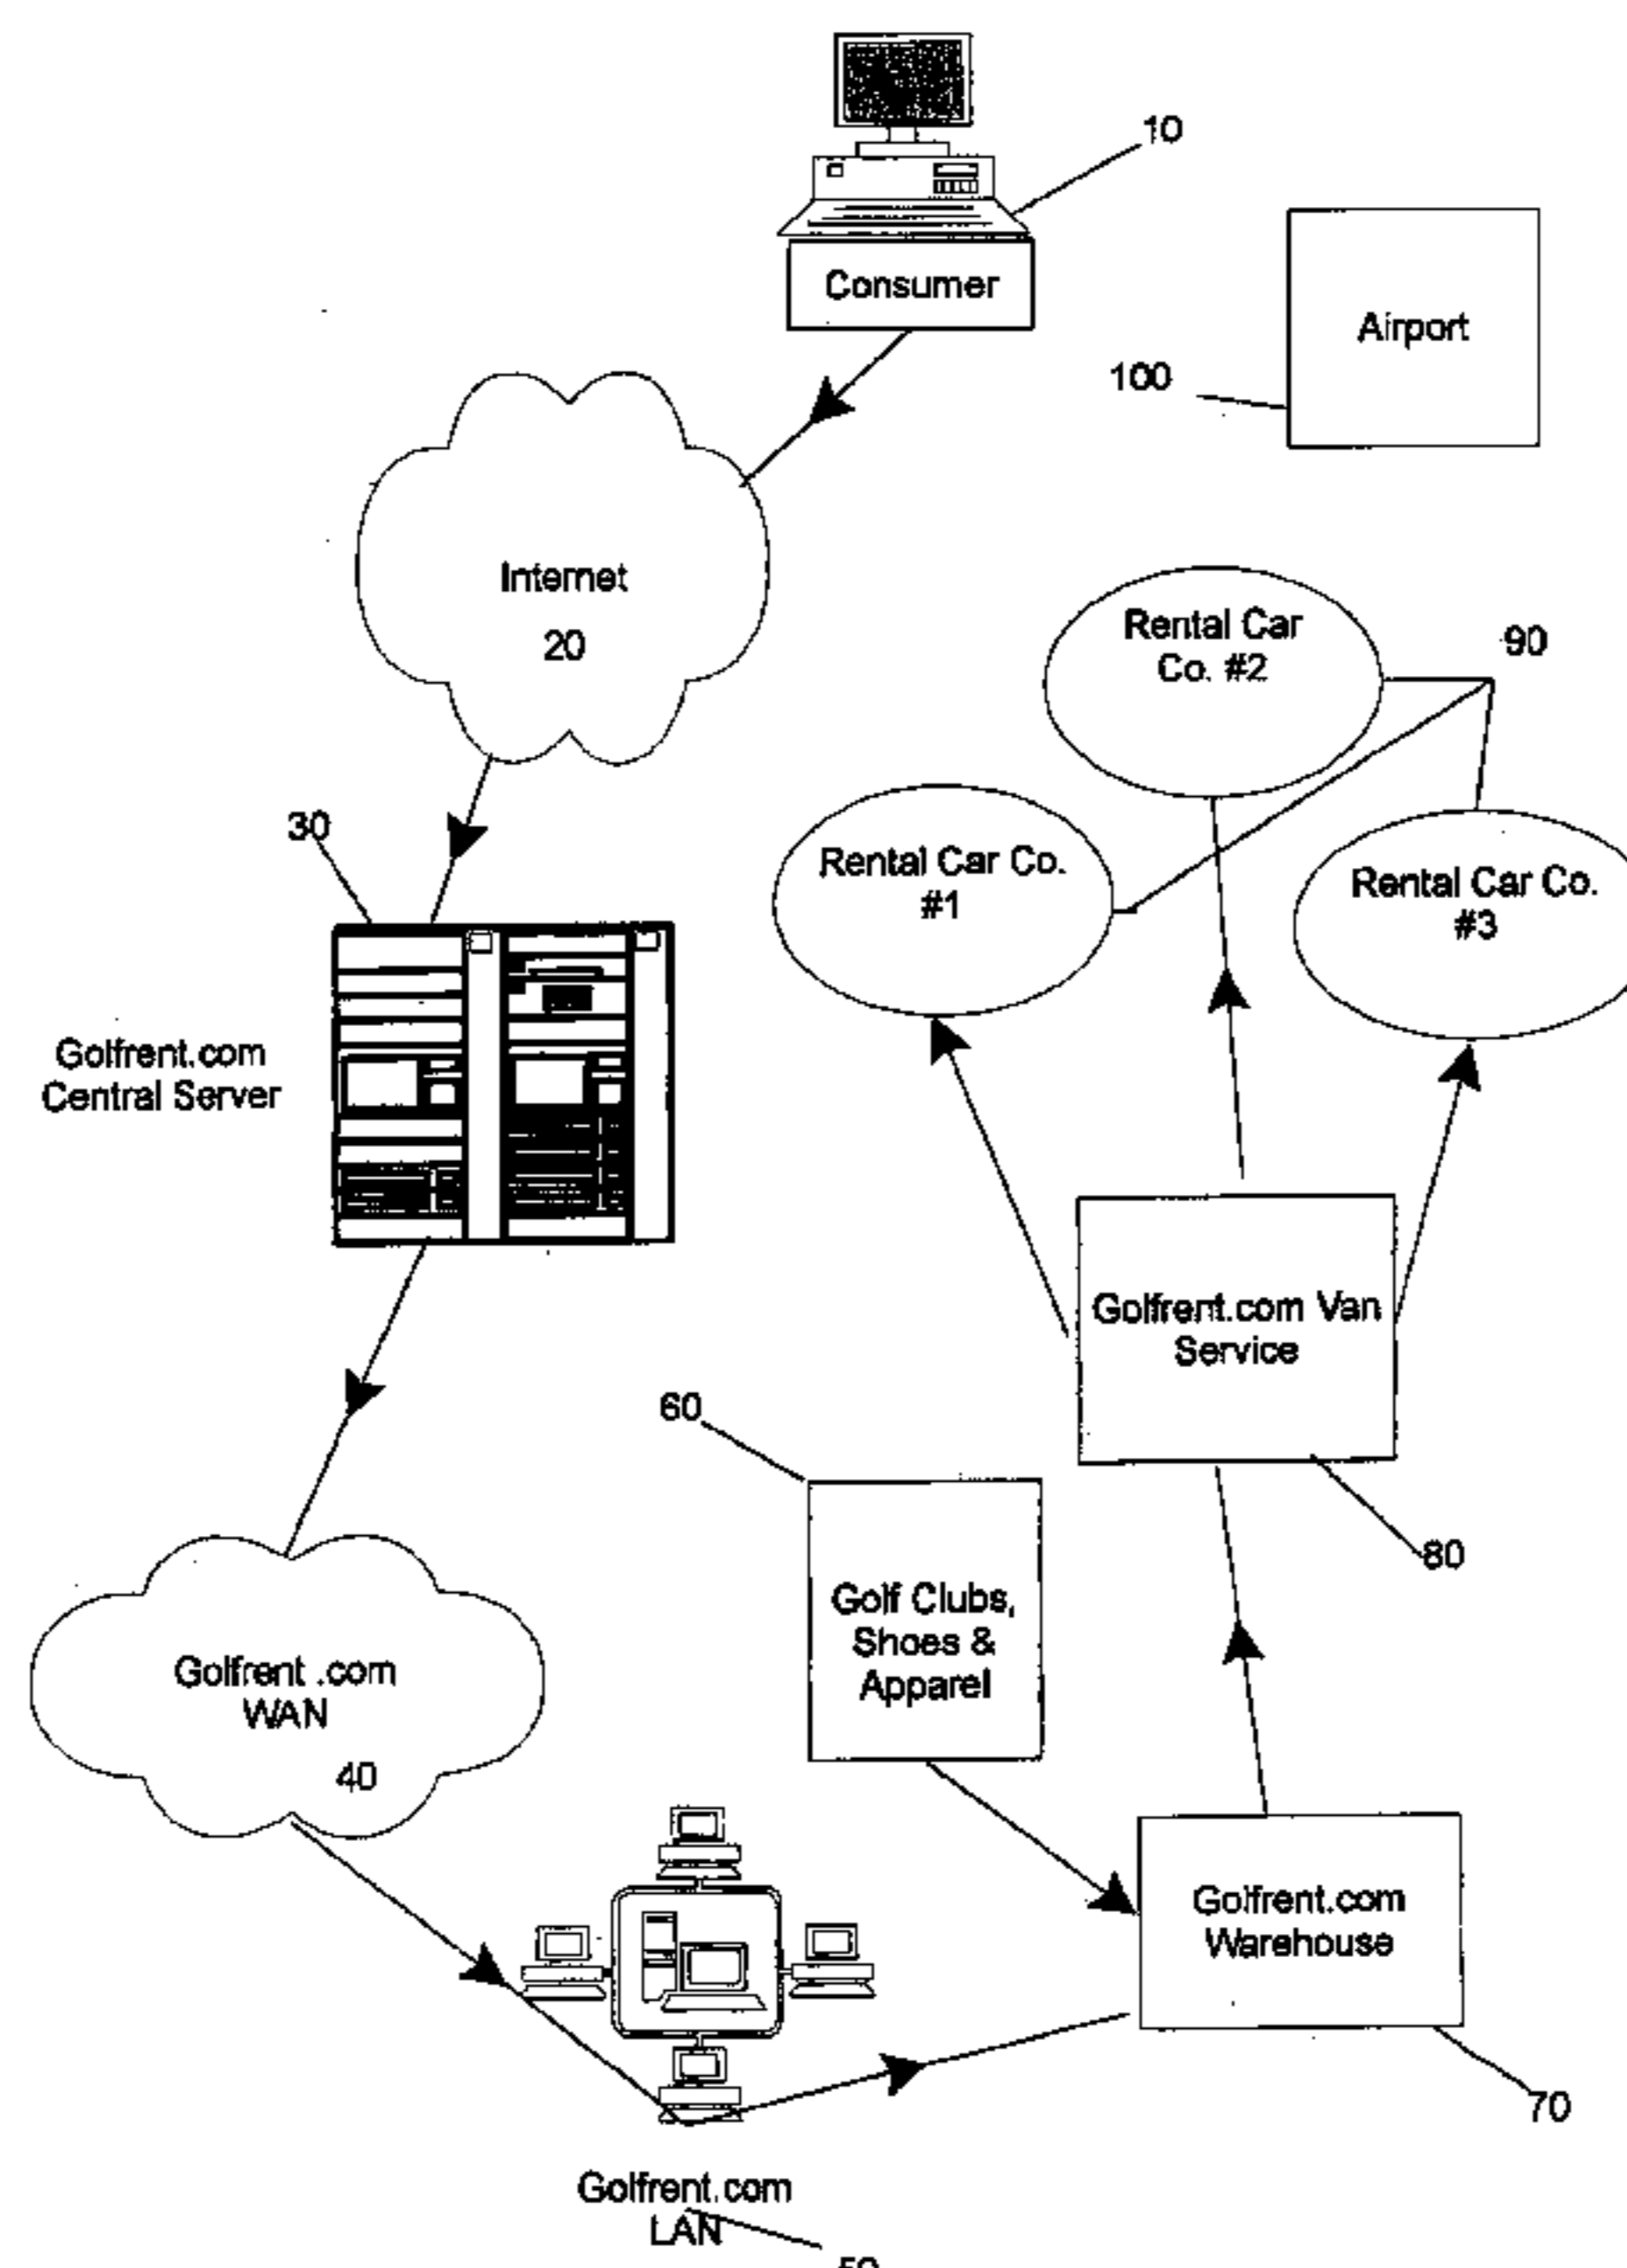 10
Consumer
Airport
100
Internet
20
Rental Car
Co. #2
90
30
Rental Car Co.
#1
Rental Car Co.
#3
Golfrent.com
Central Server
Golfrent.com Van
Service
60
80
Golf Clubs,
Shoes &
Apparel
Golfrent .com
WAN
40
Golfrent.com
Warehouse
70
Golfrent.com
LAN